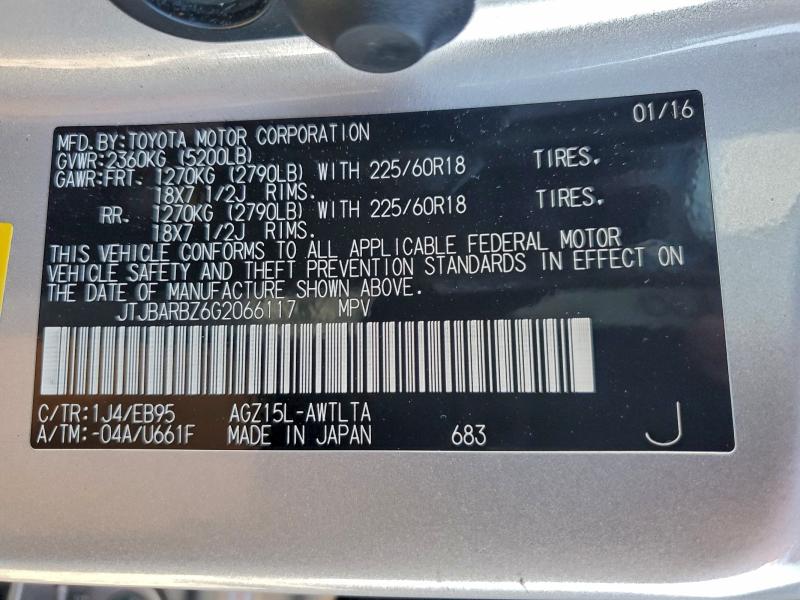 01/16
MFD.BY:TOYOTA MOTOR CORPORATION
GVWR:2360KG (5200LB)
GAWR:FRT. 1270KG (2790LB) WITH 225/60R18 TIRES.
18X7 1/2J RIMS.
RR. 1270KG (2790LB) WITH 225/60R18 TIRES.
18X7 1/2J RIMS.
THIS VEHICLE CONFORMS TO ALL APPLICABLE FEDERAL MOTOR
VEHICLE SAFETY AND THEFT PREVENTION STANDARDS IN EFFECT ON
THE DATE OF MANUFACTURE SHOWN ABOVE.
JTJBARBZ6G2066117 MPV
C/TR:1J4/EB95 AGZ15L-AWTLTA
A/TM:-04A/U661F MADE IN JAPAN 683 J